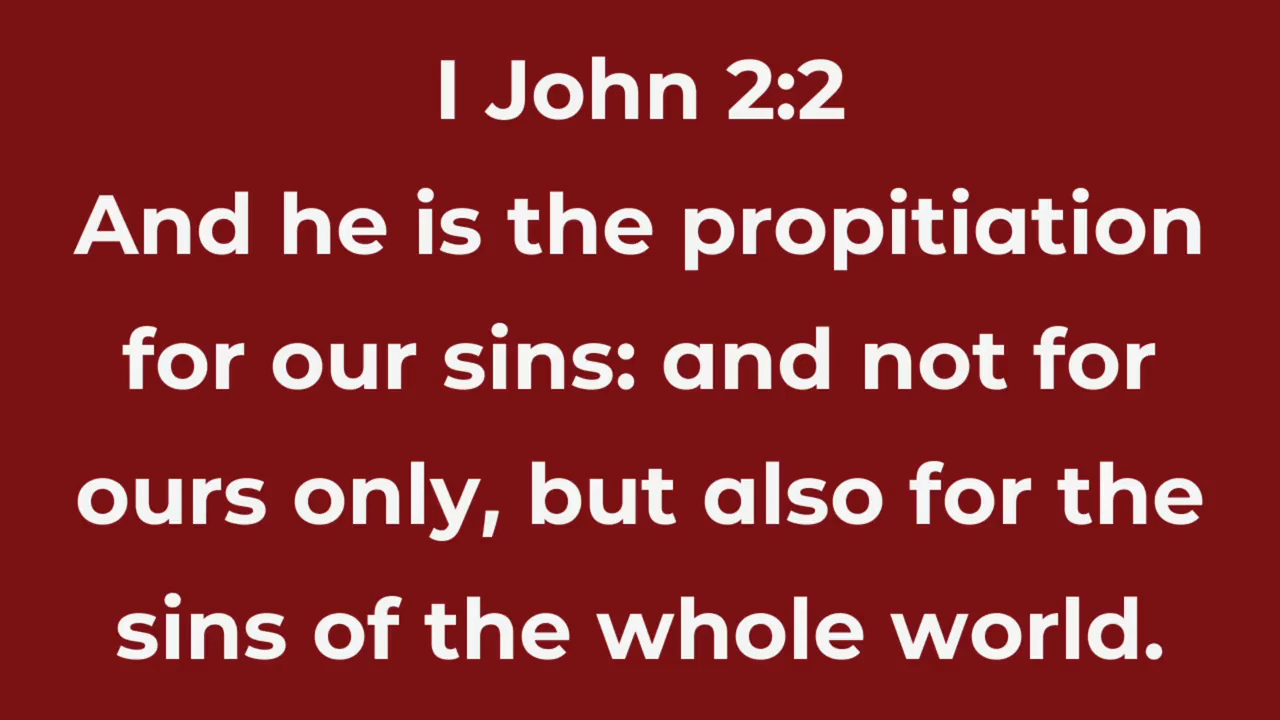 I John 2:2
And he is the propitiation
for our sins: and not for
ours only, but also for the
sins of the whole world.